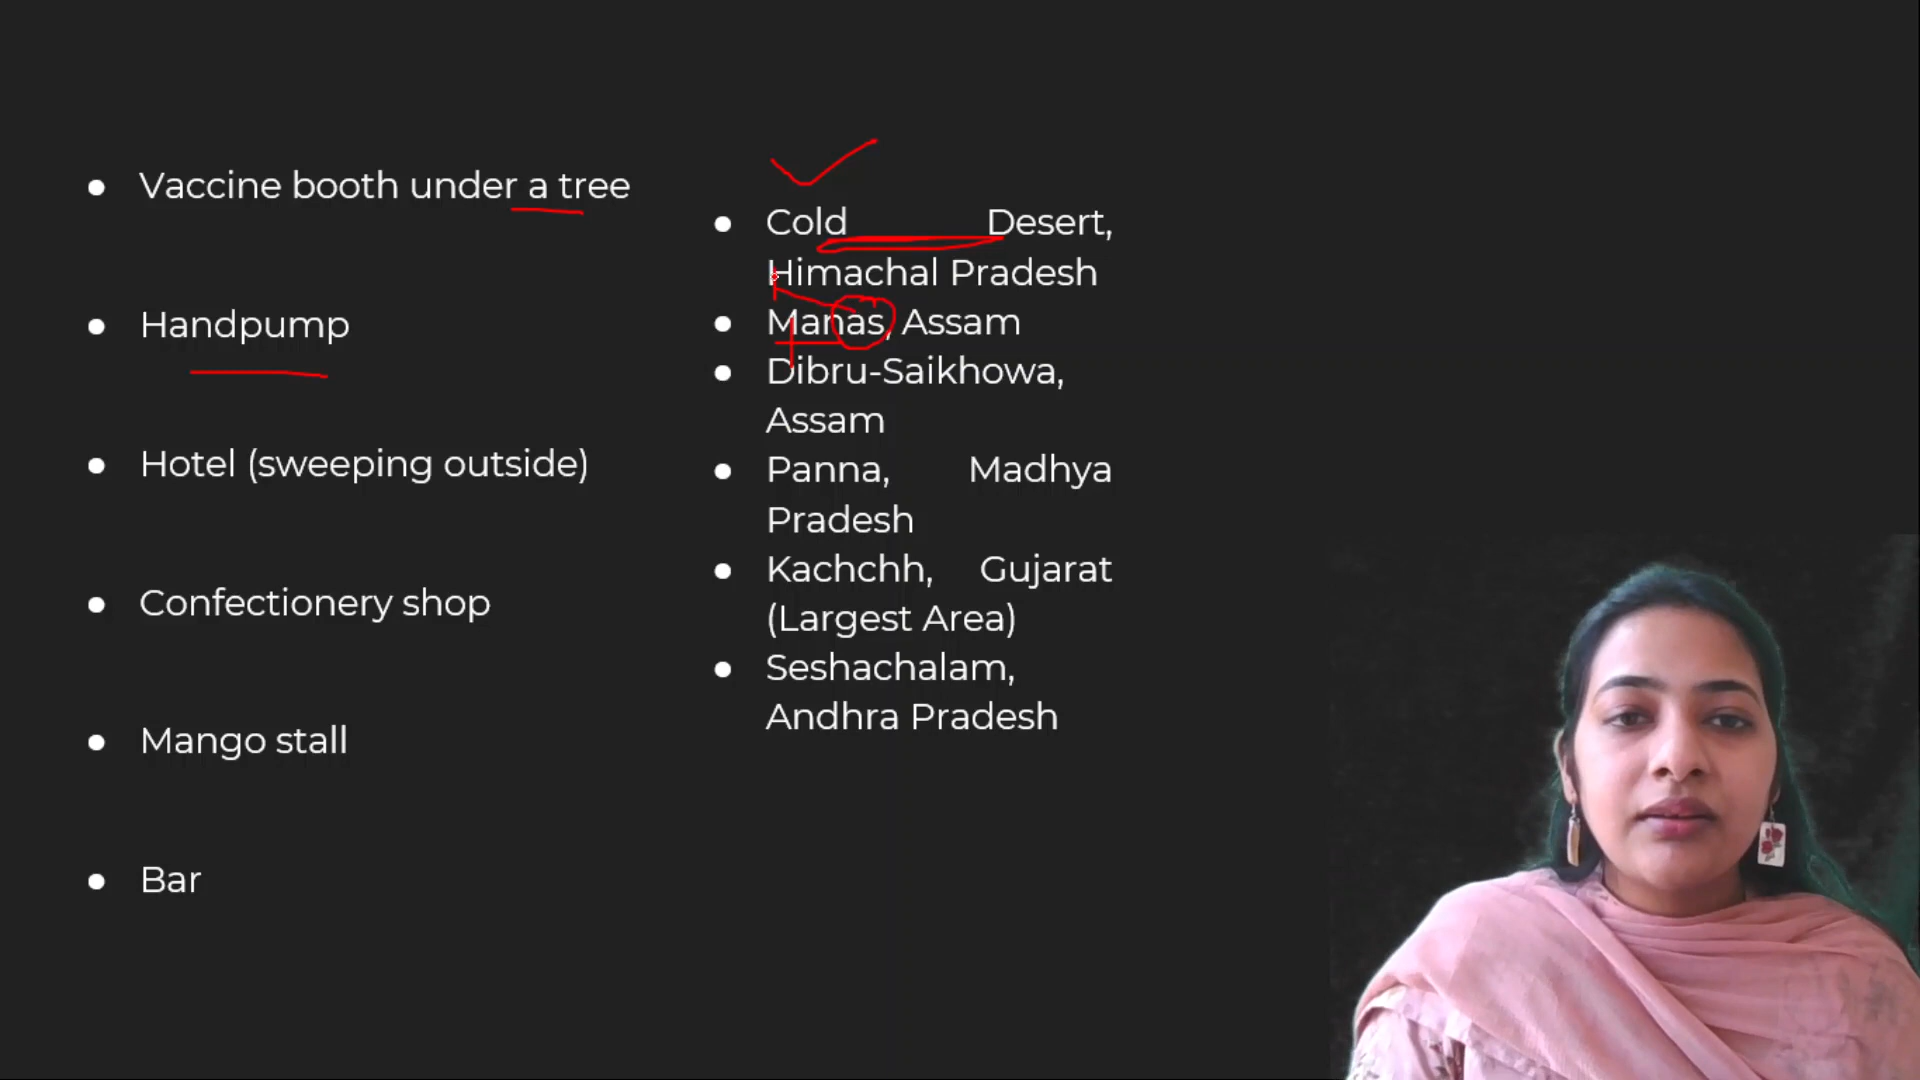 • Vaccine booth under a tree
• Handpump
• Hotel (sweeping outside)
• Confectionery shop
• Mango stall
• Bar
• Cold Desert,
Himachal Pradesh
• Manas, Assam
• Dibru-Saikhowa,
Assam
• Panna, Madhya
Pradesh
• Kachchh, Gujarat
(Largest Area)
• Seshachalam,
Andhra Pradesh